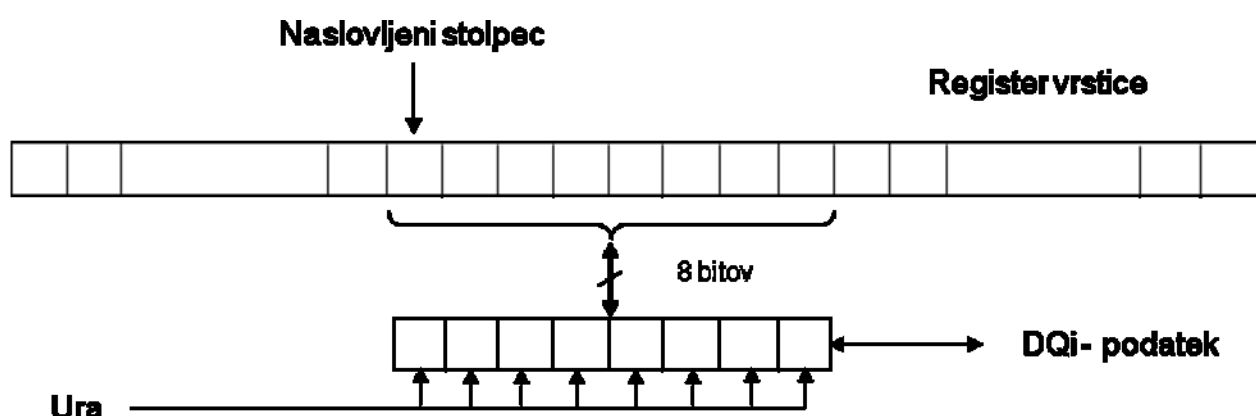 Naslovljeni stolpec
Register vrstice
8 bitov
DQi - podatek
Ura